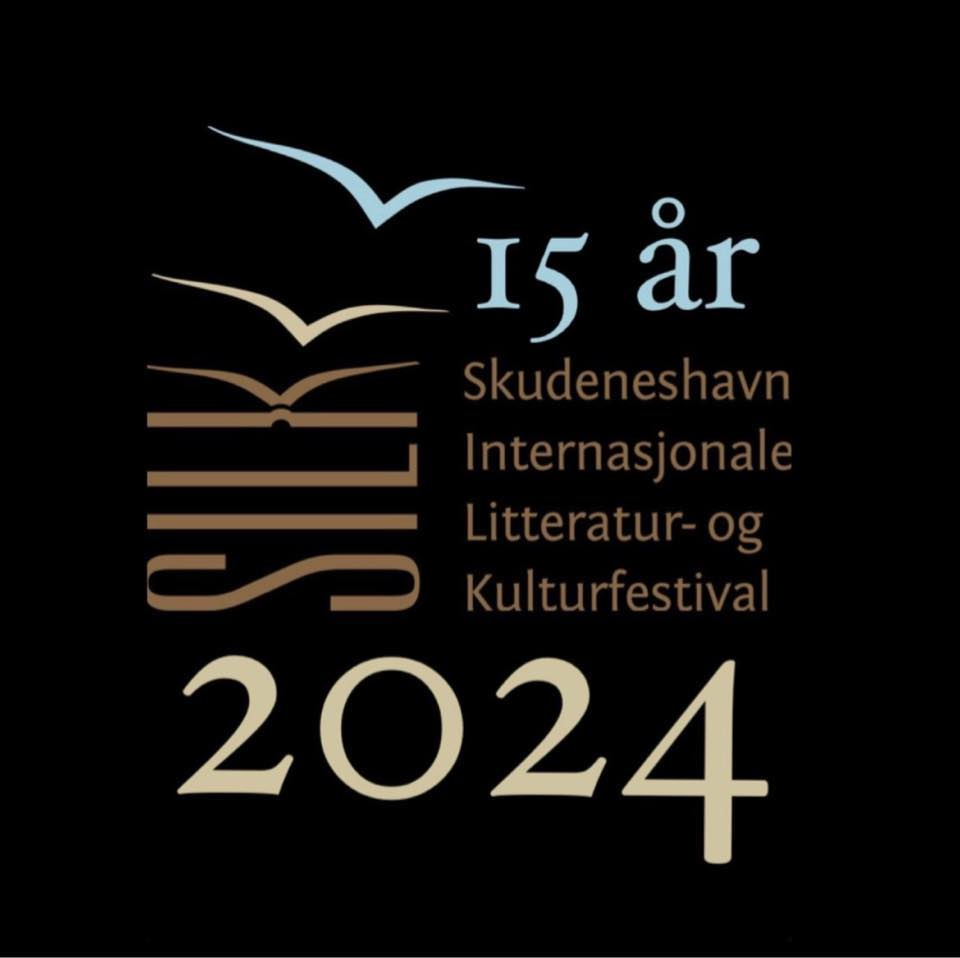 15 år
SILK
Skudeneshavn
Internasjonale
Litteratur- og
Kulturfestival
2024